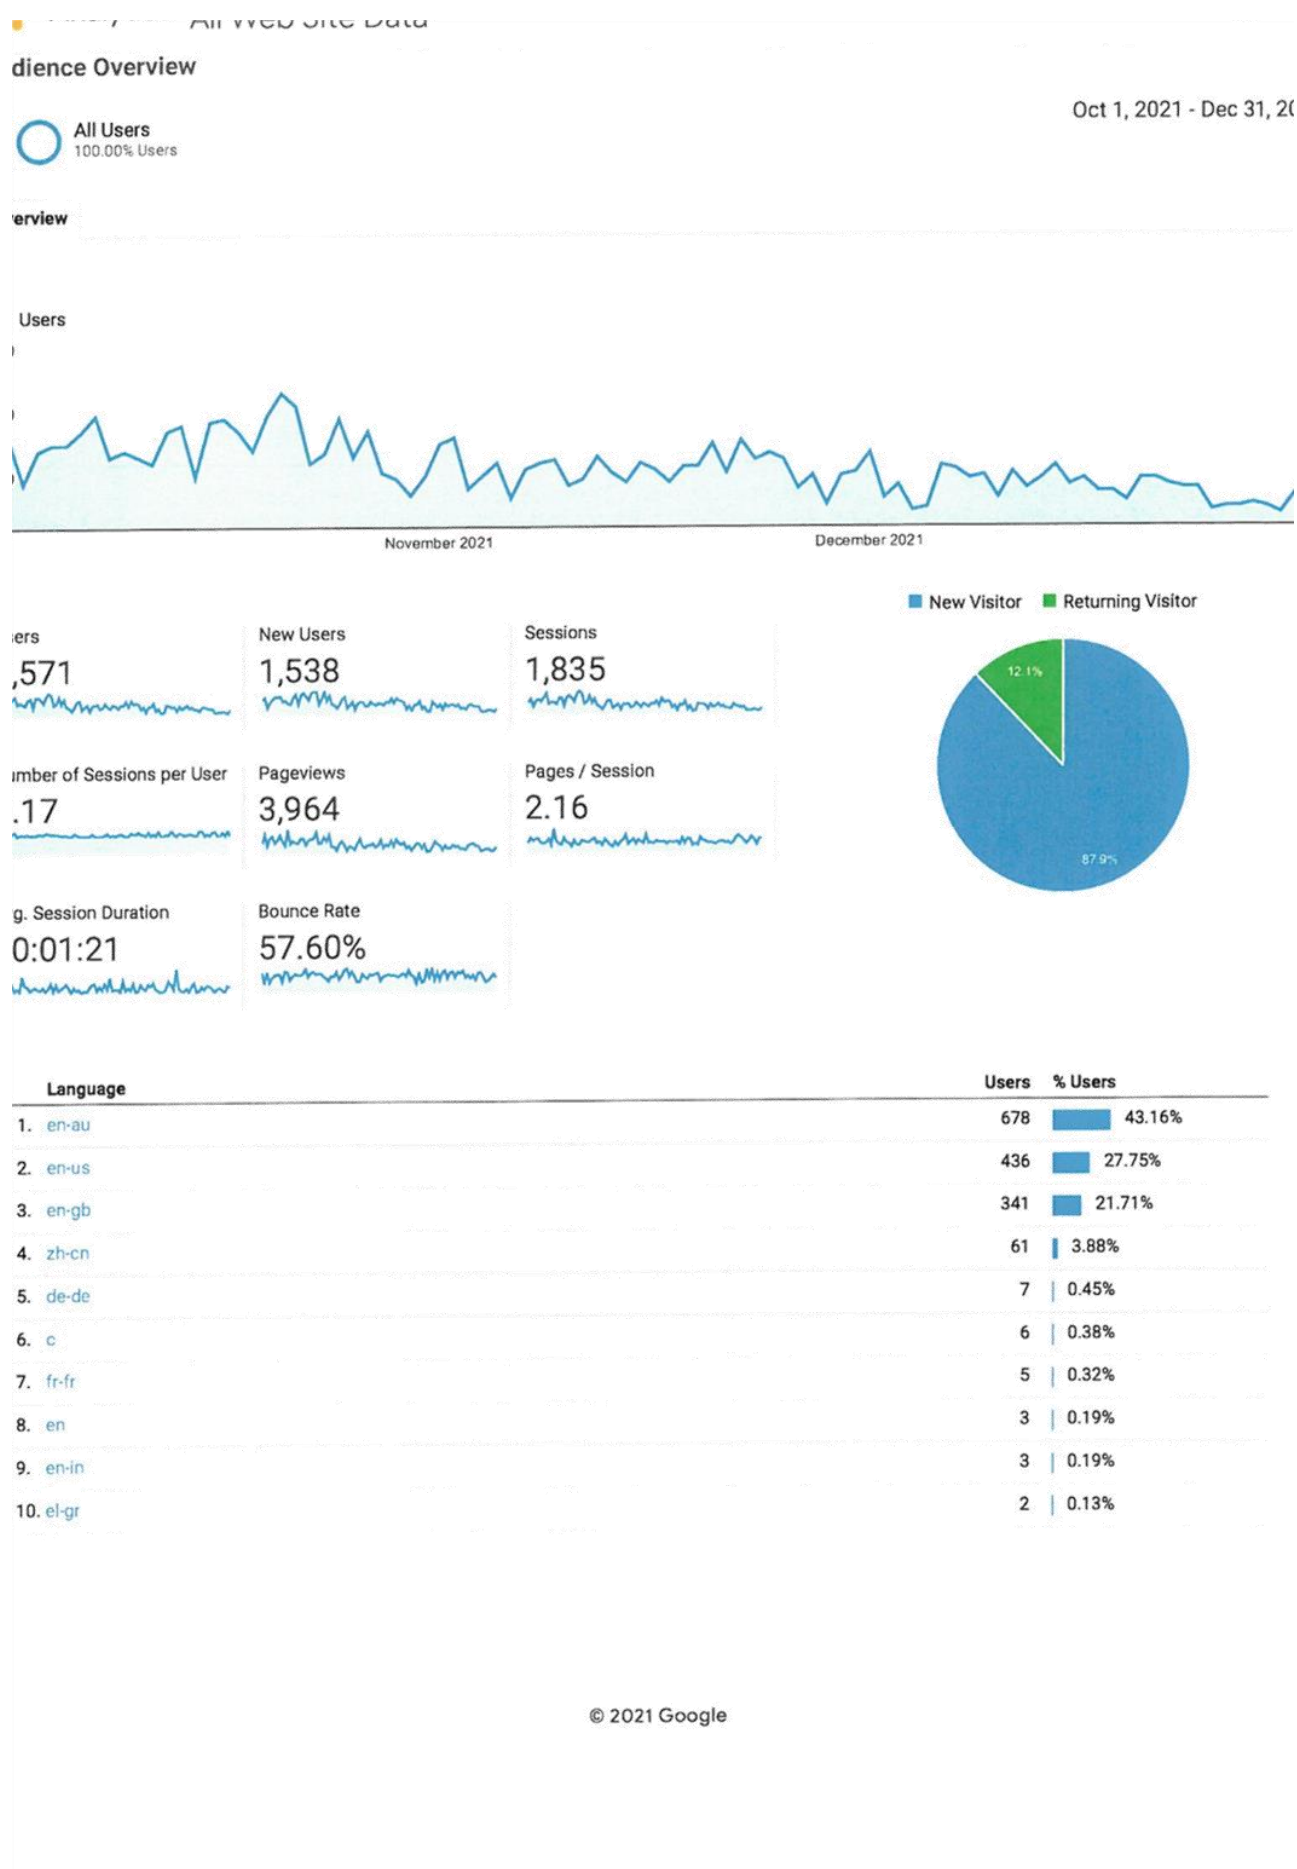 All Web Site Data
dience Overview
Oct 1, 2021 - Dec 31, 20
All Users
100.00% Users
erview
Users
November 2021
December 2021
New Visitor
Returning Visitor
ers
New Users
Sessions
,571
1,538
1,835
12.1%
umber of Sessions per User
Pageviews
Pages / Session
.17
3,964
2.16
87.9%
g. Session Duration
Bounce Rate
0:01:21
57.60%
Language
Users
% Users
1. en-au 678 43.16%
2. en-us 436 27.75%
3. en-gb 341 21.71%
4. zh-cn 61 3.88%
5. de-de 7 0.45%
6. c 6 0.38%
7. fr-fr 5 0.32%
8. en 3 0.19%
9. en-in 3 0.19%
10. el-gr 2 0.13%
© 2021 Google